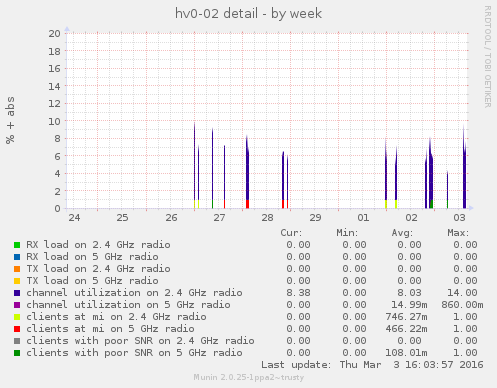 hv0-02 detail - by week
RRDTOOL / TOBI OETIKER
% + abs
20
18
16
14
12
10
8
6
4
2
0
24 25 26 27 28 29 01 02 03
Cur: Min: Avg: Max:
RX load on 2.4 GHz radio 0.00 0.00 0.00 0.00
RX load on 5 GHz radio 0.00 0.00 0.00 0.00
TX load on 2.4 GHz radio 0.00 0.00 0.00 0.00
TX load on 5 GHz radio 0.00 0.00 0.00 0.00
channel utilization on 2.4 GHz radio 8.38 0.00 8.03 14.00
channel utilization on 5 GHz radio 0.00 0.00 14.99m 860.00m
clients at mi on 2.4 GHz radio 0.00 0.00 746.27m 1.00
clients at mi on 5 GHz radio 0.00 0.00 466.22m 1.00
clients with poor SNR on 2.4 GHz radio 0.00 0.00 0.00 0.00
clients with poor SNR on 5 GHz radio 0.00 0.00 108.01m 1.00
Last update: Thu Mar 3 16:03:57 2016
Munin 2.0.25-1ppa2~trusty